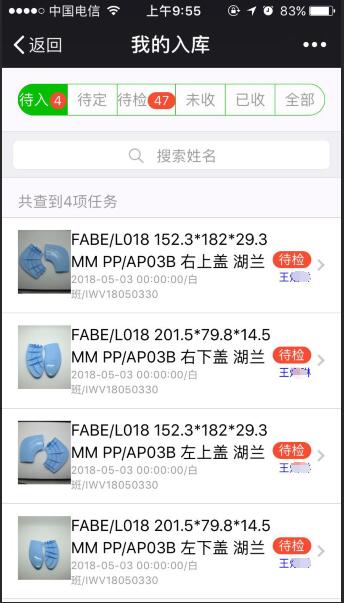 中国电信 上午9:55 83%
返回 我的入库
待入 4 待定 待检 47 未收 已收 全部
搜索姓名
共查到4项任务
FABE/L018 152.3*182*29.3
MM PP/AP03B 右上盖 湖兰 待检
2018-05-03 00:00:00/白 王
班/IWV18050330
FABE/L018 201.5*79.8*14.5
MM PP/AP03B 右下盖 湖兰 待检
2018-05-03 00:00:00/白 王
班/IWV18050330
FABE/L018 152.3*182*29.3
MM PP/AP03B 左上盖 湖兰 待检
2018-05-03 00:00:00/白 王
班/IWV18050330
FABE/L018 201.5*79.8*14.5
MM PP/AP03B 左下盖 湖兰 待检
2018-05-03 00:00:00/白 王
班/IWV18050330